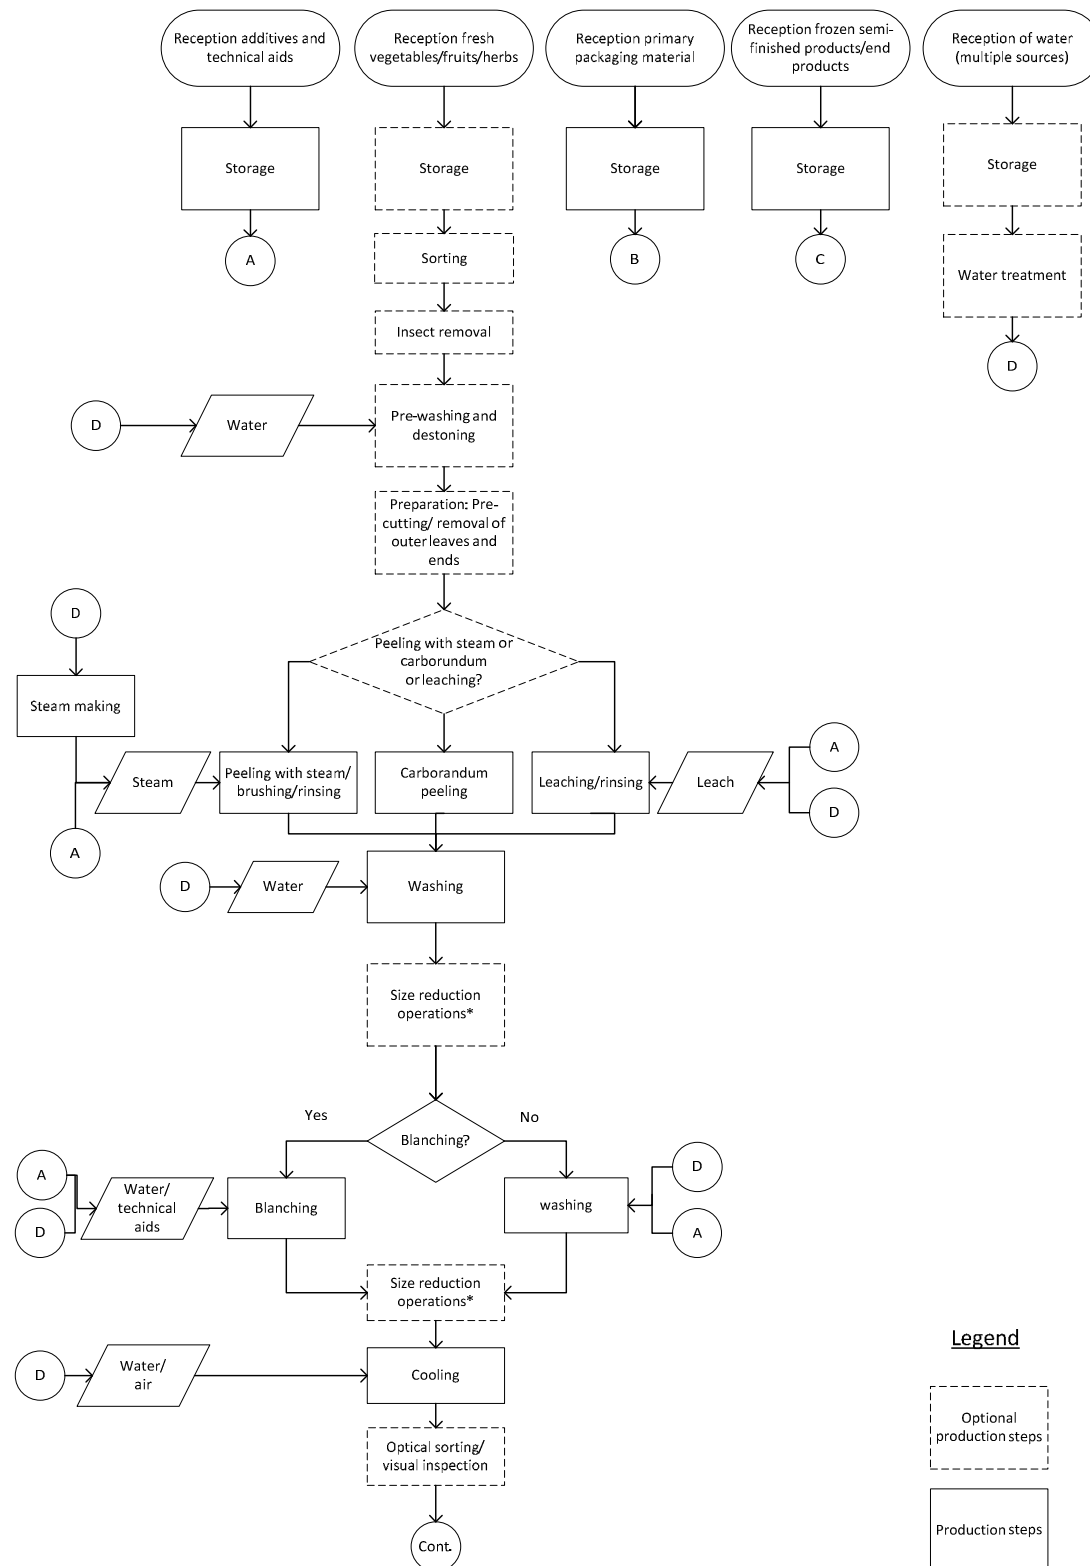 Reception additives and
technical aids
Reception fresh
vegetables/fruits/herbs
Reception primary
packaging material
Reception frozen semi-
finished products/end
products
Reception of water
(multiple sources)
Storage
Storage
Storage
Storage
Storage
A
Sorting
B
C
Water treatment
Insect removal
D
D
Water
Pre-washing and
destoning
Preparation: Pre-
cutting/ removal of
outer leaves and
ends
D
Peeling with steam or
carborundum
or leaching?
Steam making
Steam
Peeling with steam/
brushing/rinsing
Carborandum
peeling
Leaching/rinsing
Leach
A
D
A
D
Water
Washing
Size reduction
operations*
Yes
No
Blanching?
A
D
Water/
technical
aids
Blanching
washing
D
A
Size reduction
operations*
D
Water/
air
Cooling
Optical sorting/
visual inspection
Cont.
Legend
Optional
production steps
Production steps